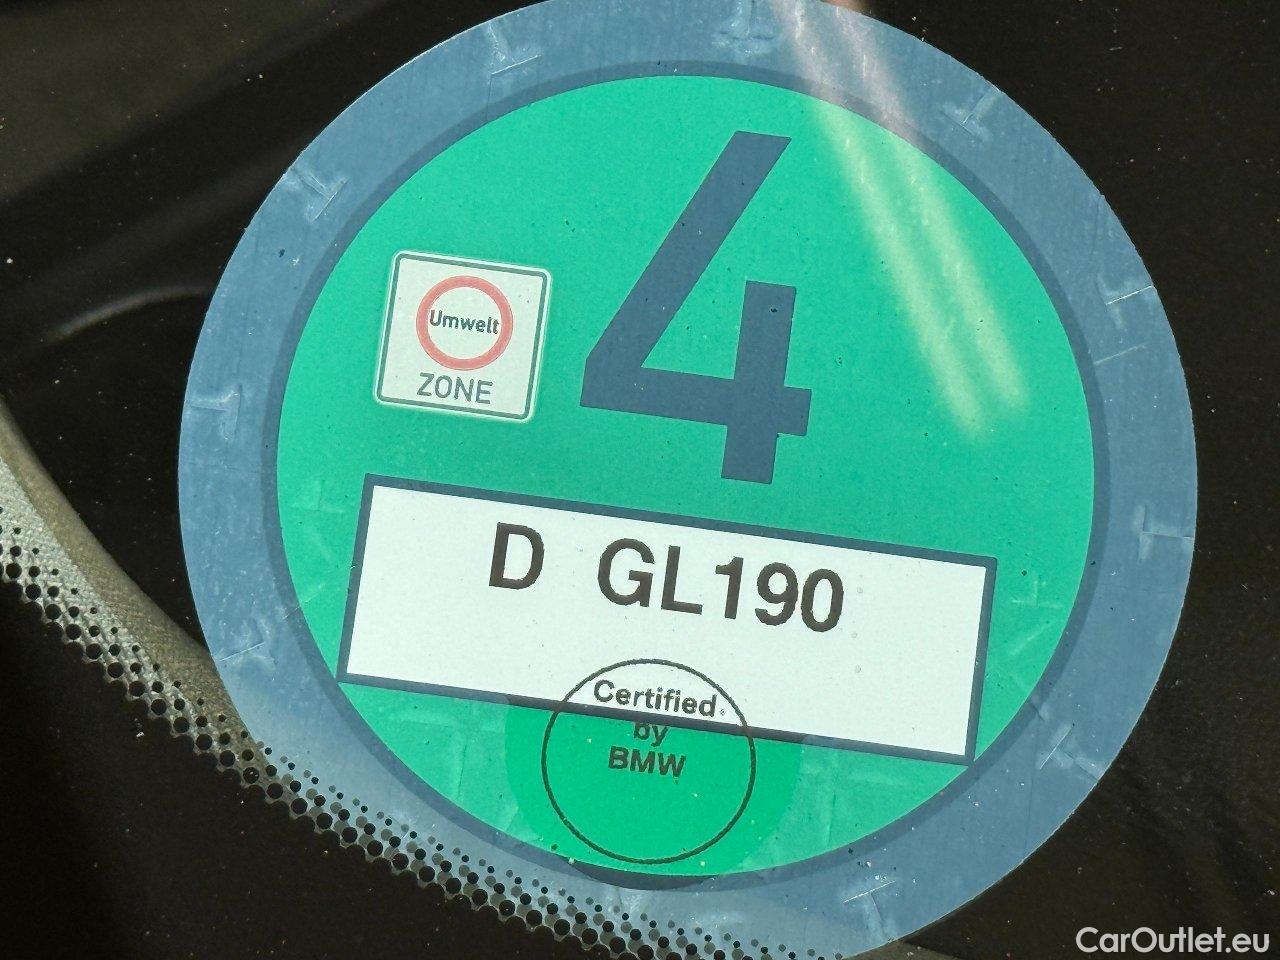 4
Umwelt
ZONE
D GL190
Certified
by
BMW
CarOutlet.eu